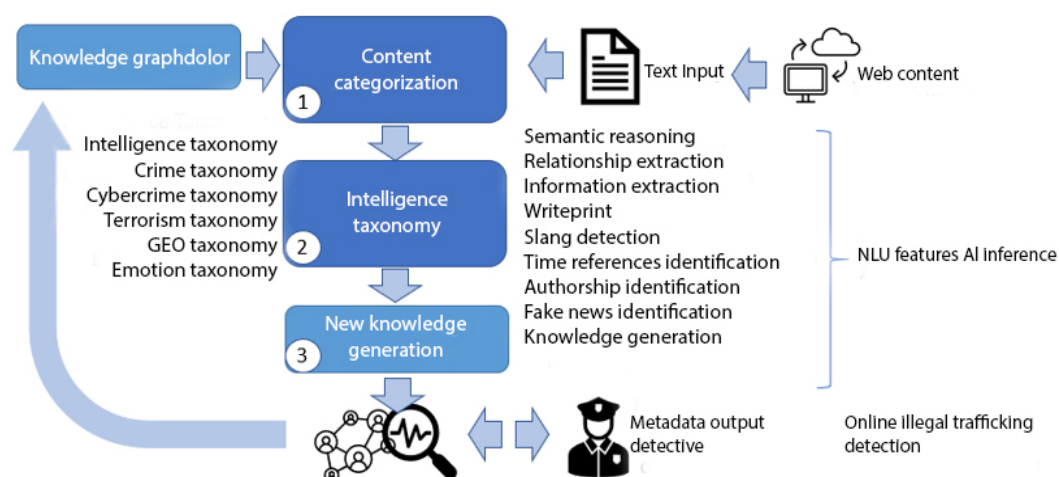 Knowledge graphdolor
Content
categorization
1
Text Input
Web content
Intelligence taxonomy
Crime taxonomy
Cybercrime taxonomy
Terrorism taxonomy
GEO taxonomy
Emotion taxonomy
Intelligence
taxonomy
2
Semantic reasoning
Relationship extraction
Information extraction
Writeprint
Slang detection
Time references identification
Authorship identification
Fake news identification
Knowledge generation
NLU features Al inference
New knowledge
generation
3
Metadata output
detective
Online illegal trafficking
detection